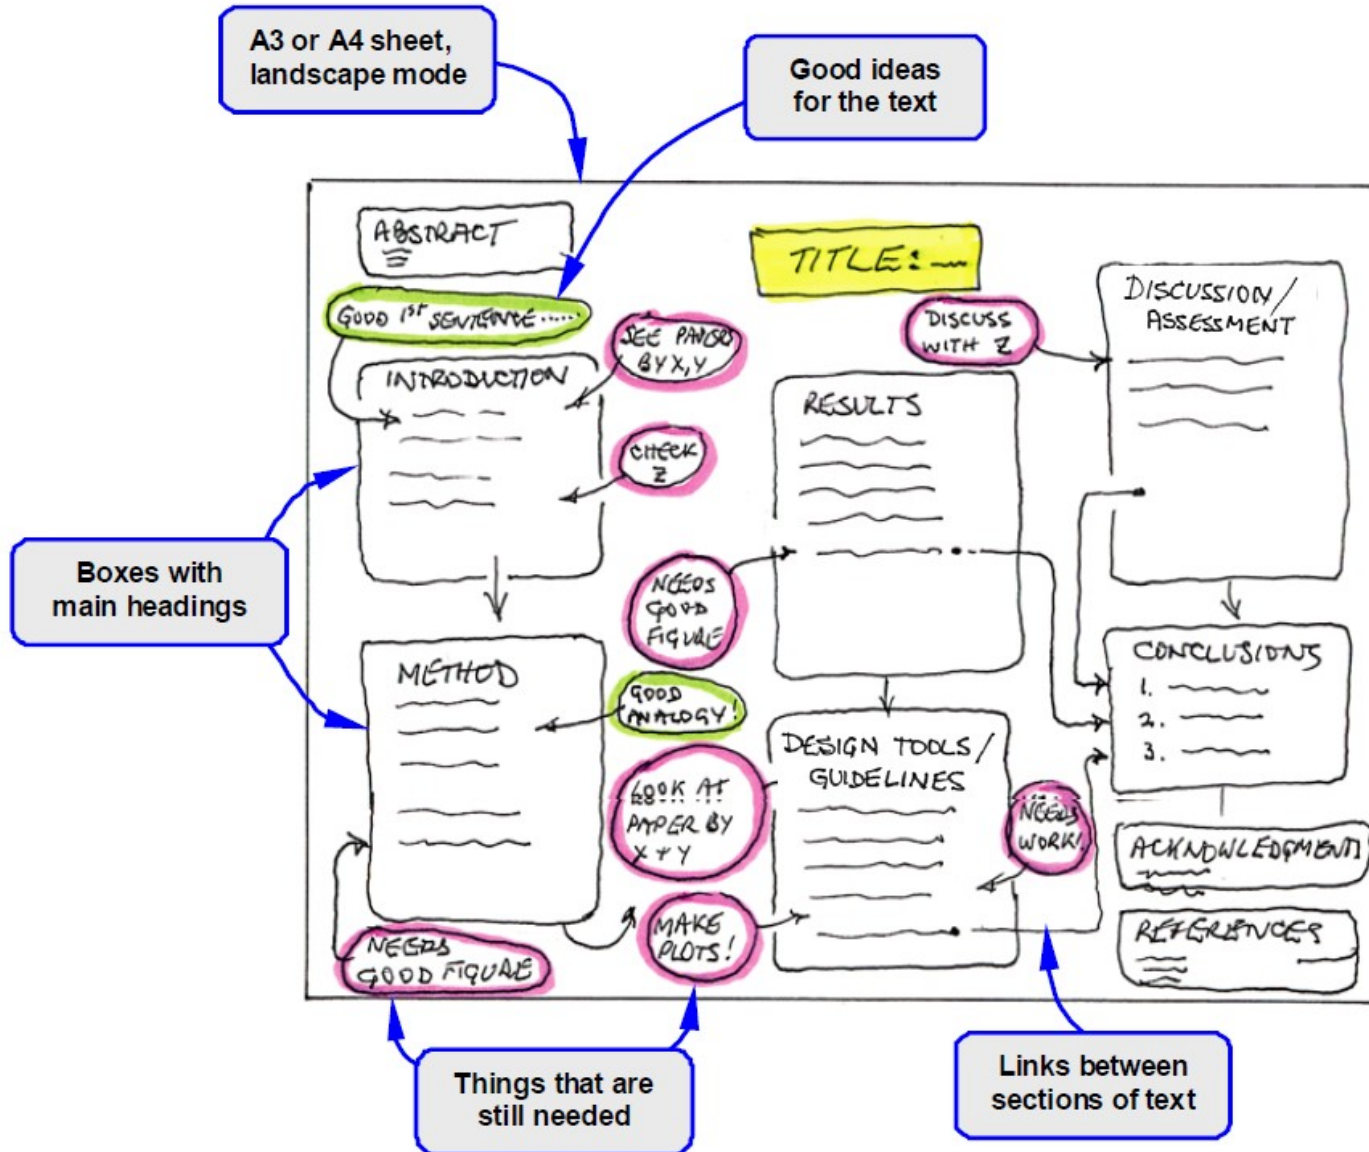 A3 or A4 sheet,
landscape mode
Good ideas
for the text
ABSTRACT
TITLE:
GOOD 1st SENTENCE.....
SEE PAPERS
BY X, Y
DISCUSS
WITH Z
DISCUSSION/
ASSESSMENT
INTRODUCTION
RESULTS
CHECK
Z
Boxes with
main headings
NEEDS
GOOD
FIGURE
METHOD
GOOD
ANALOGY!
CONCLUSIONS
1.
2.
3.
DESIGN TOOLS/
GUIDELINES
LOOK AT
PAPER BY
X + Y
NEEDS
WORK!
ACKNOWLEDGMENTS
MAKE
PLOTS!
REFERENCES
NEEDS
GOOD FIGURE
Things that are
still needed
Links between
sections of text